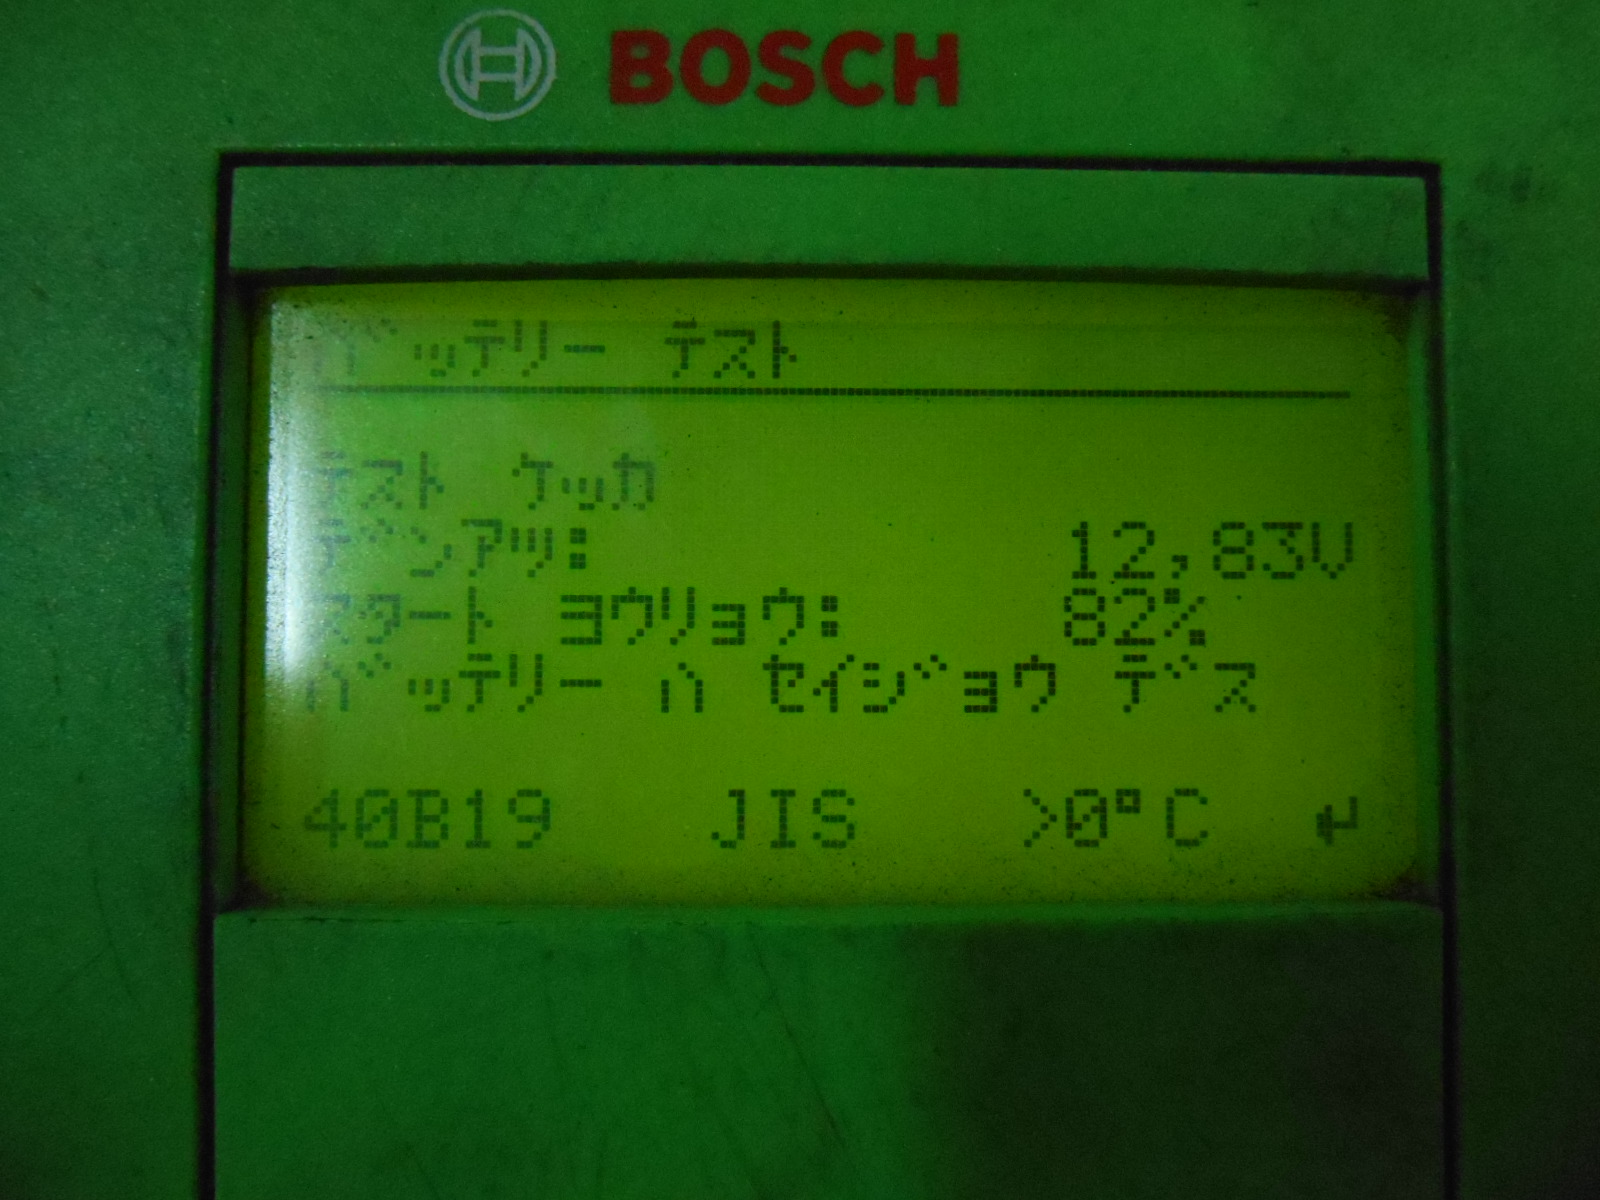 BOSCH
バッテリー テスト
テスト ケッカ
デンアツ: 12,83V
スタート ヨウリョウ: 82%
バッテリー ハ セイジョウ デス
40B19 JIS >0°C ↵